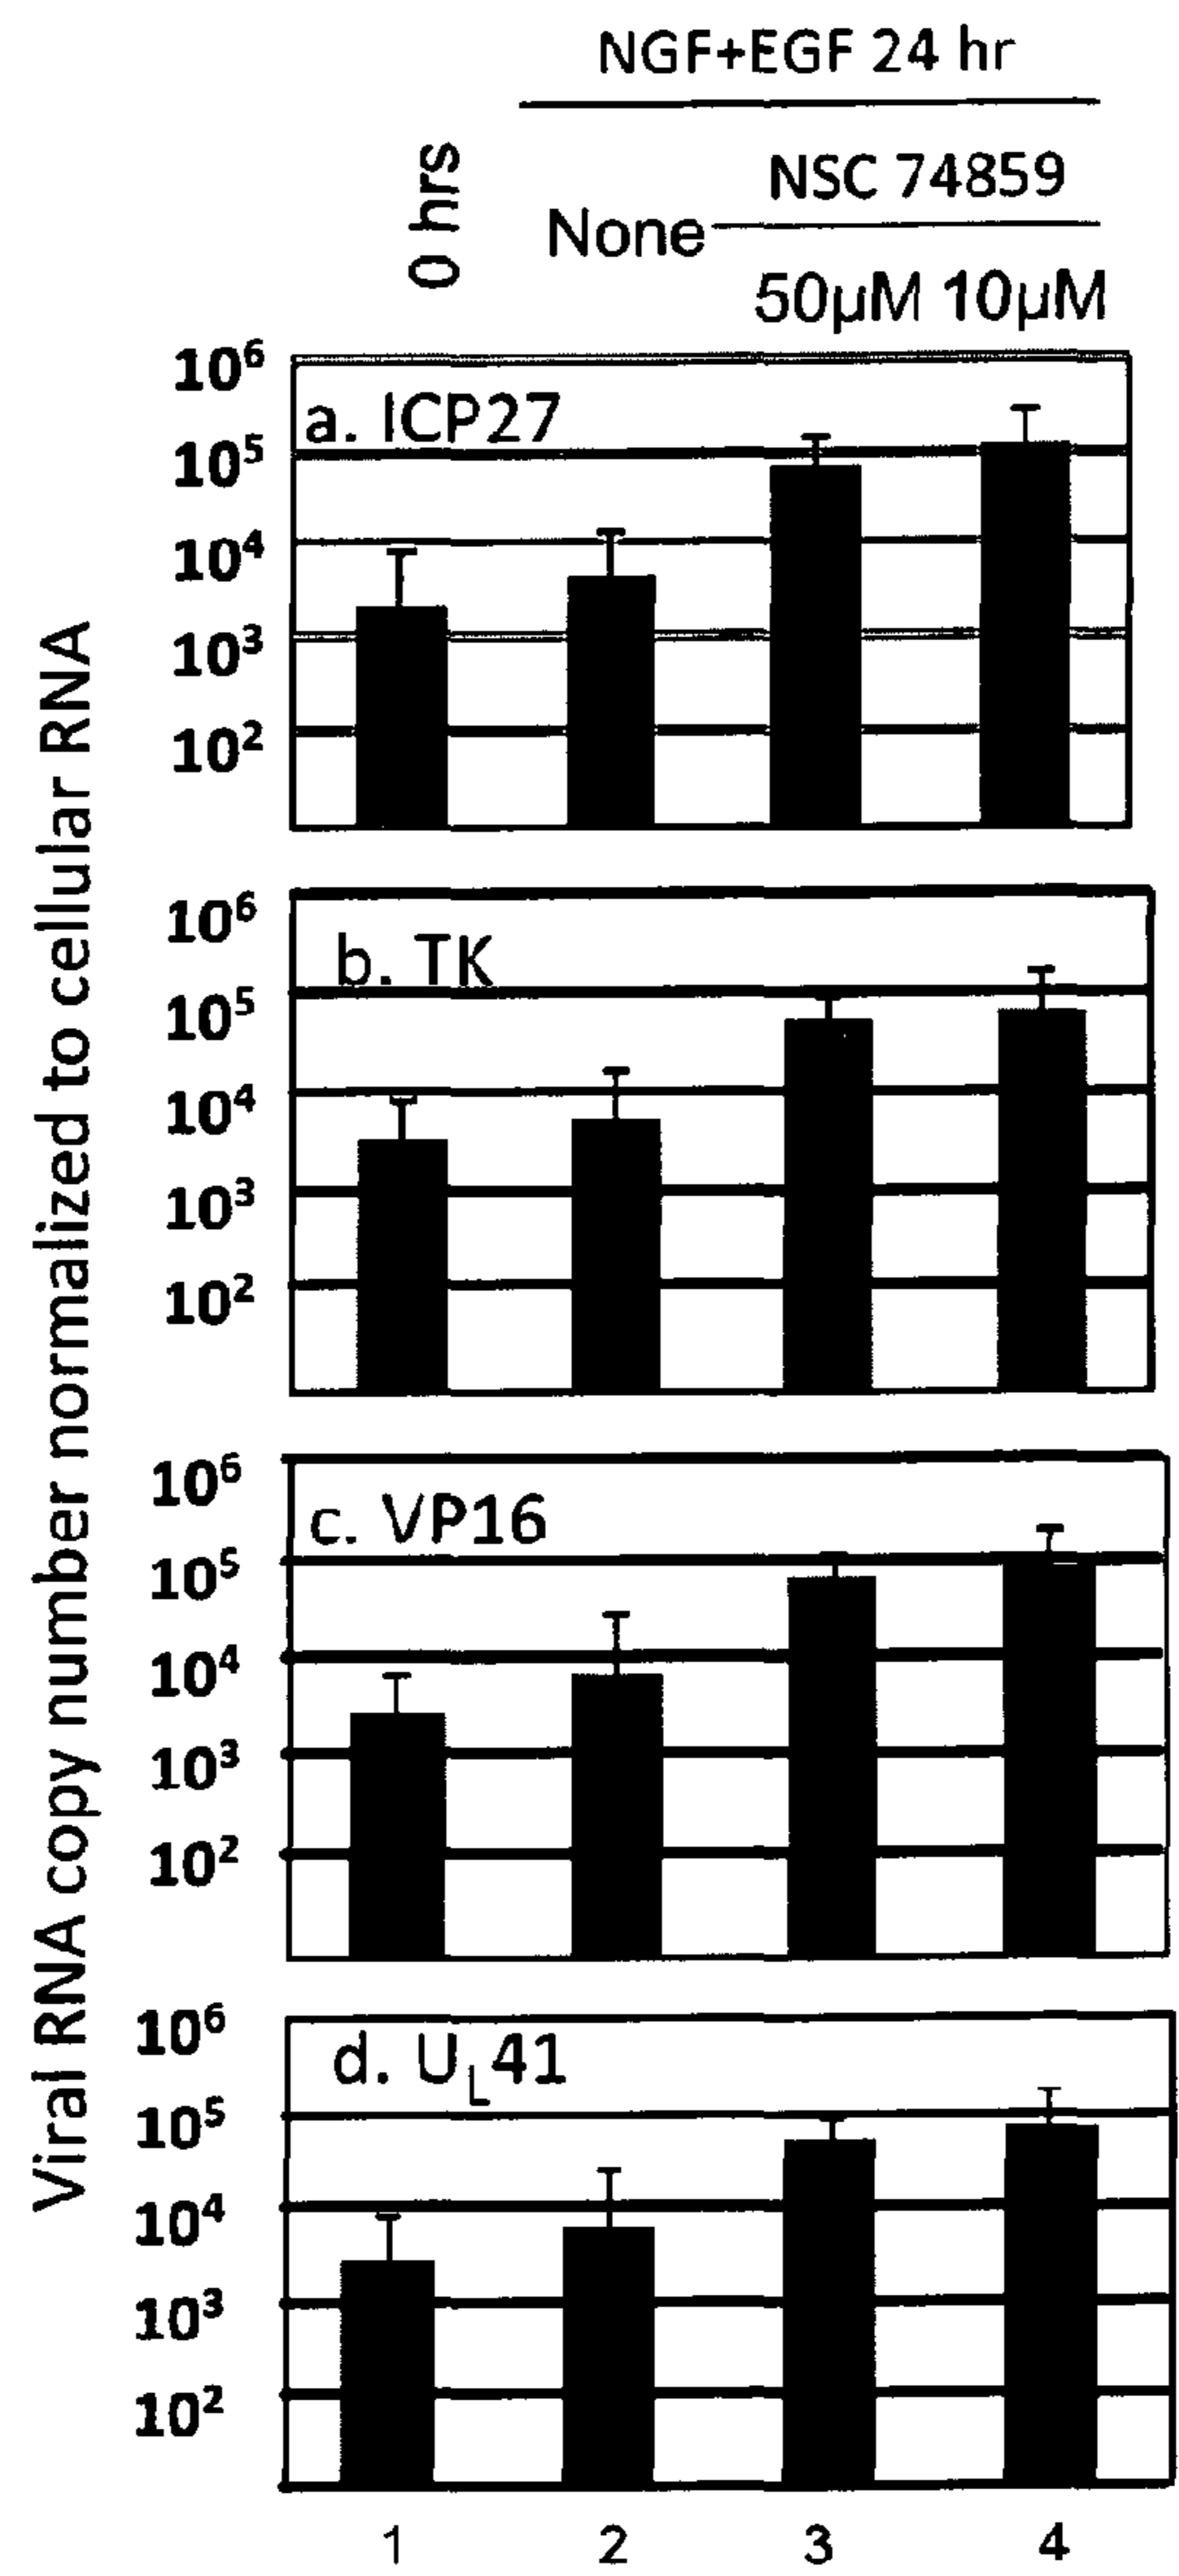 NGF+EGF 24 hr
NSC 74859
0 hrs
None
50µM 10µM
Viral RNA copy number normalized to cellular RNA
a. ICP27
10⁶
10⁵
10⁴
10³
10²
b. TK
10⁶
10⁵
10⁴
10³
10²
c. VP16
10⁶
10⁵
10⁴
10³
10²
d. U_L41
10⁶
10⁵
10⁴
10³
10²
1 2 3 4